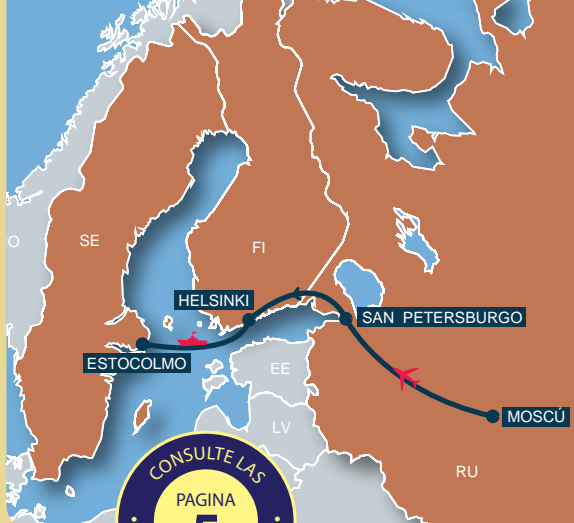 O
SE
FI
HELSINKI
SAN PETERSBURGO
ESTOCOLMO
EE
MOSCÚ
LV
RU
CONSULTE LAS
PAGINA